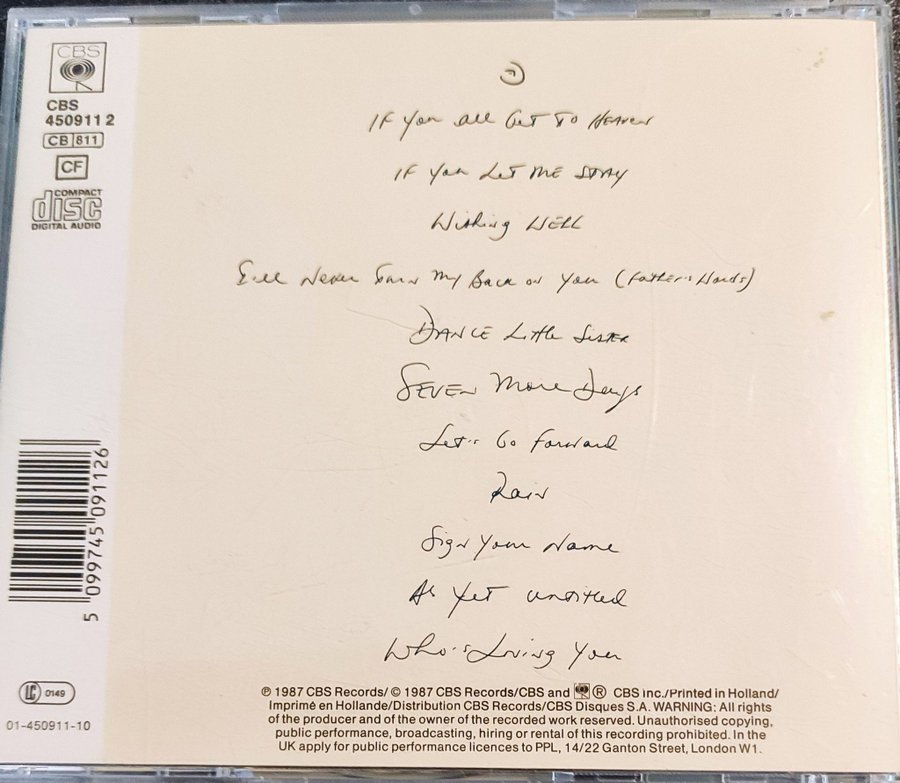 CBS
CBS
450911 2
CB 811
CF
COMPACT
disc
DIGITAL AUDIO
If You All Get To Heaven
If You Let Me Stay
Wishing Well
I'll Never Turn My Back on You (Father's Words)
Dance Little Sister
Seven More Days
Let's Go Forward
Rain
Sign Your Name
As Yet Untitled
Who's Loving You
5 099745 091126
LC 0149
01-450911-10
℗ 1987 CBS Records/ © 1987 CBS Records/CBS and ® CBS Inc./Printed in Holland/
Imprimé en Hollande/Distribution CBS Records/CBS Disques S.A. WARNING: All rights
of the producer and of the owner of the recorded work reserved. Unauthorised copying,
public performance, broadcasting, hiring or rental of this recording prohibited. In the
UK apply for public performance licences to PPL, 14/22 Ganton Street, London W1.